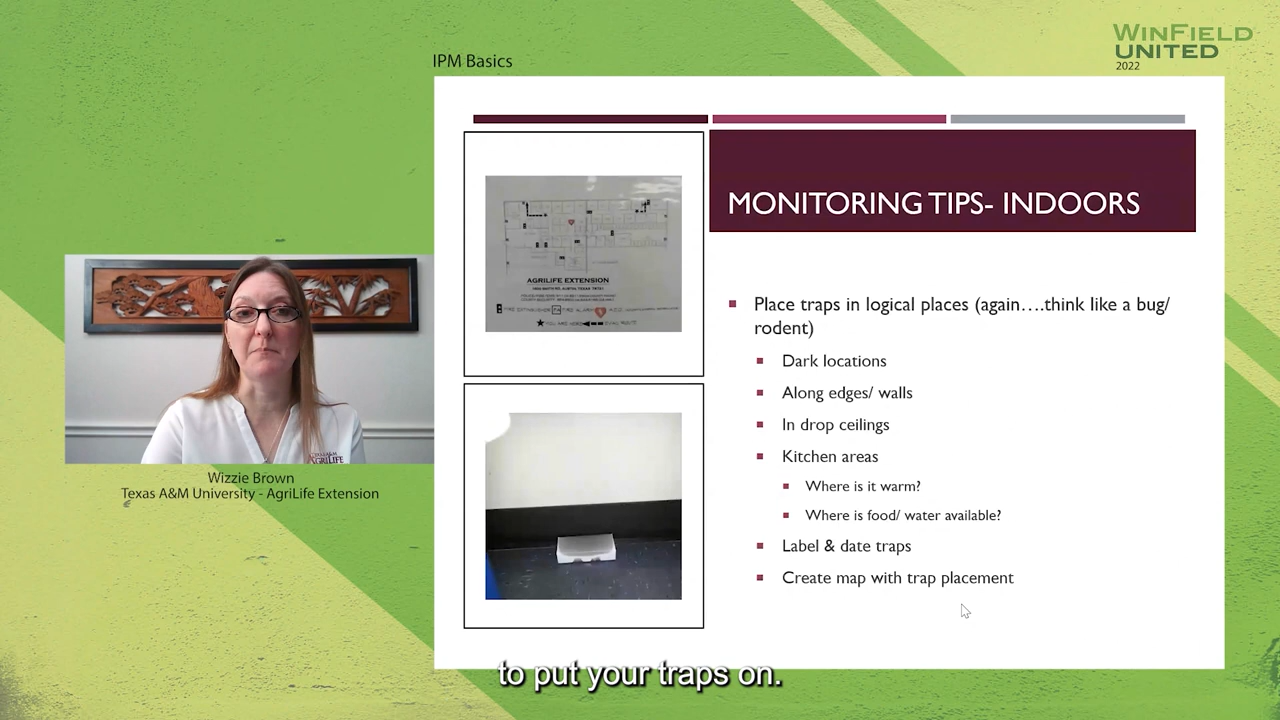 WINFIELD
UNITED
2022
IPM Basics
MONITORING TIPS- INDOORS
AGRILIFE EXTENSION
Place traps in logical places (again….think like a bug/
rodent)
Dark locations
Along edges/ walls
In drop ceilings
Kitchen areas
Where is it warm?
Where is food/ water available?
Label & date traps
Create map with trap placement
AGRILIFE
Wizzie Brown
Texas A&M University - AgriLife Extension
to put your traps on.